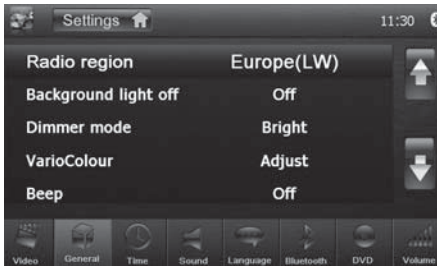 Settings 11:30
Radio region Europe(LW)
Background light off Off
Dimmer mode Bright
VarioColour Adjust
Beep Off
Video General Time Sound Language Bluetooth DVD Volume